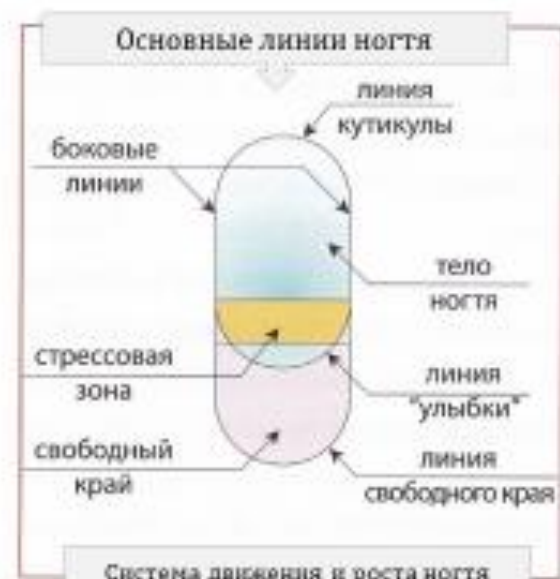 Основные линии ногтя
линия
кутикулы
боковые
линии
тело
ногтя
стрессовая
зона
линия
"улыбки"
свободный
край
линия
свободного края
Система движения и роста ногтя